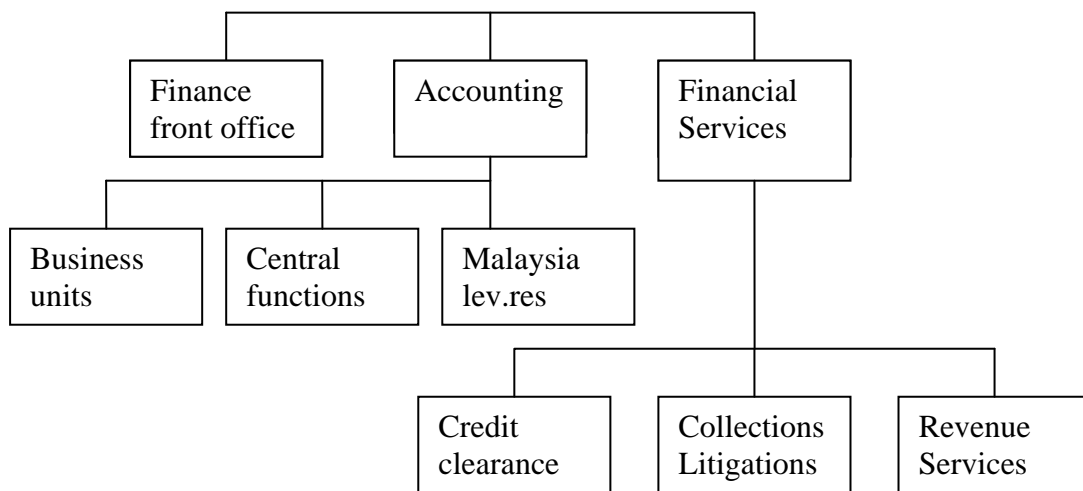 Finance
front office
Accounting
Financial
Services
Business
units
Central
functions
Malaysia
lev.res
Credit
clearance
Collections
Litigations
Revenue
Services